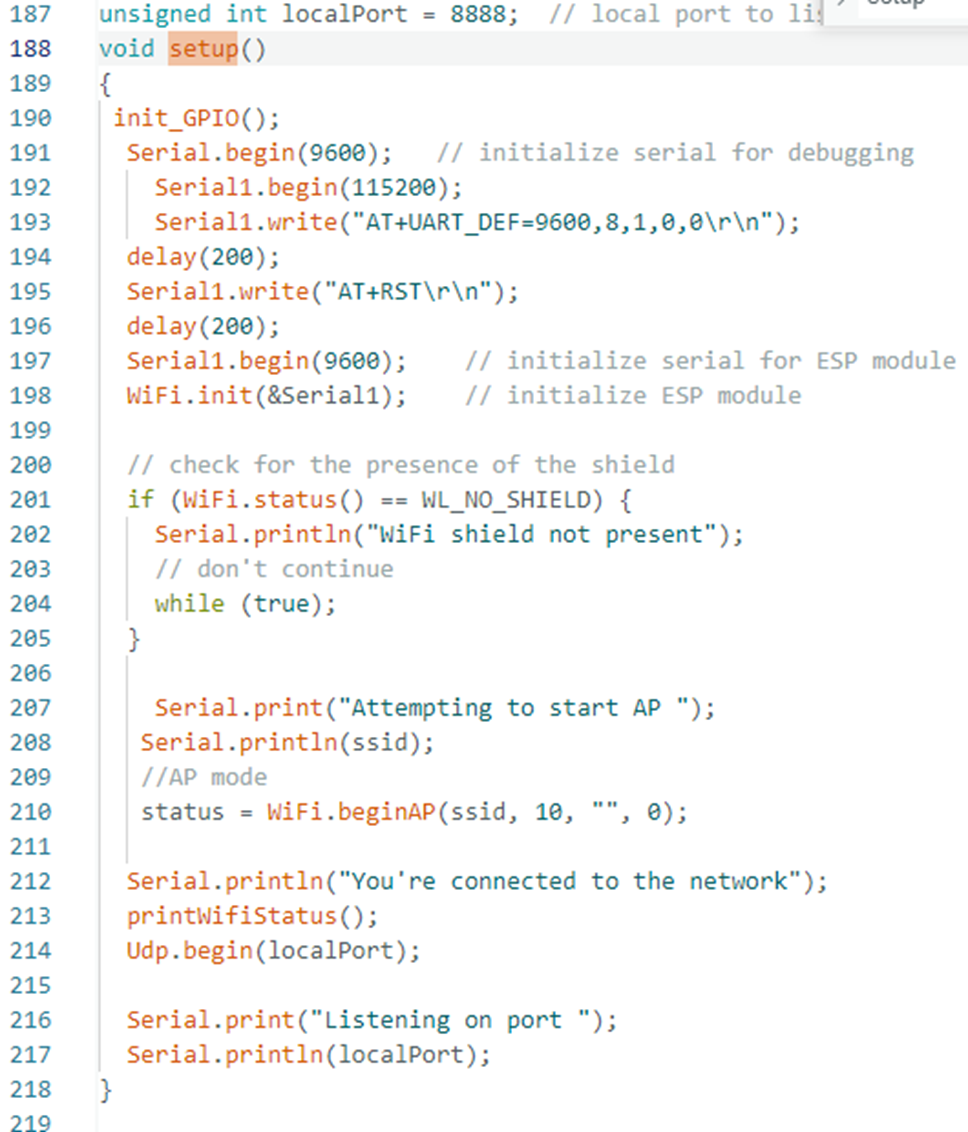 187 unsigned int localPort = 8888;  // local port to
188 void setup()
189 {
190  init_GPIO();
191   Serial.begin(9600);   // initialize serial for debugging
192     Serial1.begin(115200);
193     Serial1.write("AT+UART_DEF=9600,8,1,0,0\r\n");
194   delay(200);
195   Serial1.write("AT+RST\r\n");
196   delay(200);
197   Serial1.begin(9600);    // initialize serial for ESP module
198   WiFi.init(&Serial1);    // initialize ESP module
199
200   // check for the presence of the shield
201   if (WiFi.status() == WL_NO_SHIELD) {
202     Serial.println("WiFi shield not present");
203     // don't continue
204     while (true);
205   }
206
207     Serial.print("Attempting to start AP ");
208    Serial.println(ssid);
209    //AP mode
210    status = WiFi.beginAP(ssid, 10, "", 0);
211
212   Serial.println("You're connected to the network");
213   printWifiStatus();
214   Udp.begin(localPort);
215
216   Serial.print("Listening on port ");
217   Serial.println(localPort);
218 }
219